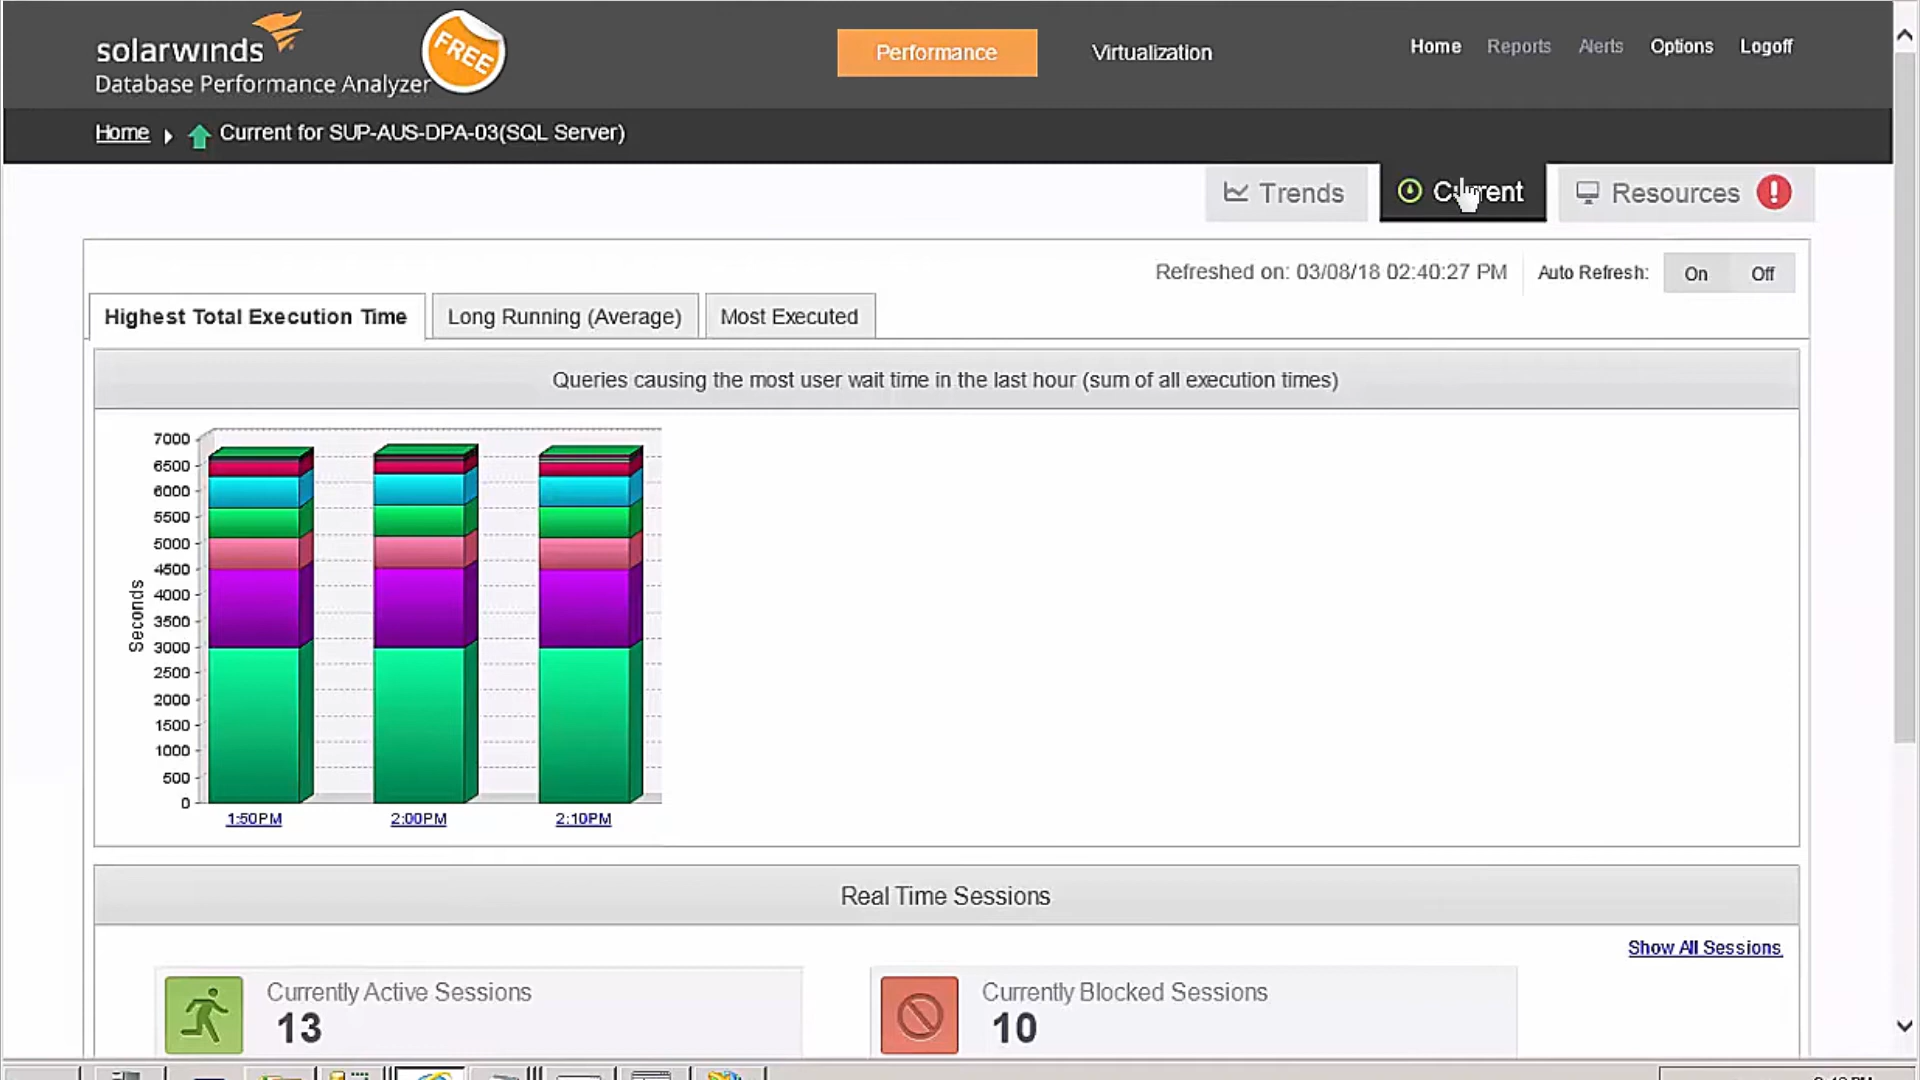 solarwinds
FREE
Database Performance Analyzer
Performance
Virtualization
Home
Reports
Alerts
Options
Logoff
Home
Current for SUP-AUS-DPA-03(SQL Server)
Trends
Current
Resources
Refreshed on: 03/08/18 02:40:27 PM
Auto Refresh:
On
Off
Highest Total Execution Time
Long Running (Average)
Most Executed
Queries causing the most user wait time in the last hour (sum of all execution times)
Seconds
7000
6500
6000
5500
5000
4500
4000
3500
3000
2500
2000
1500
1000
500
0
1:50PM
2:00PM
2:10PM
Real Time Sessions
Show All Sessions
Currently Active Sessions
13
Currently Blocked Sessions
10